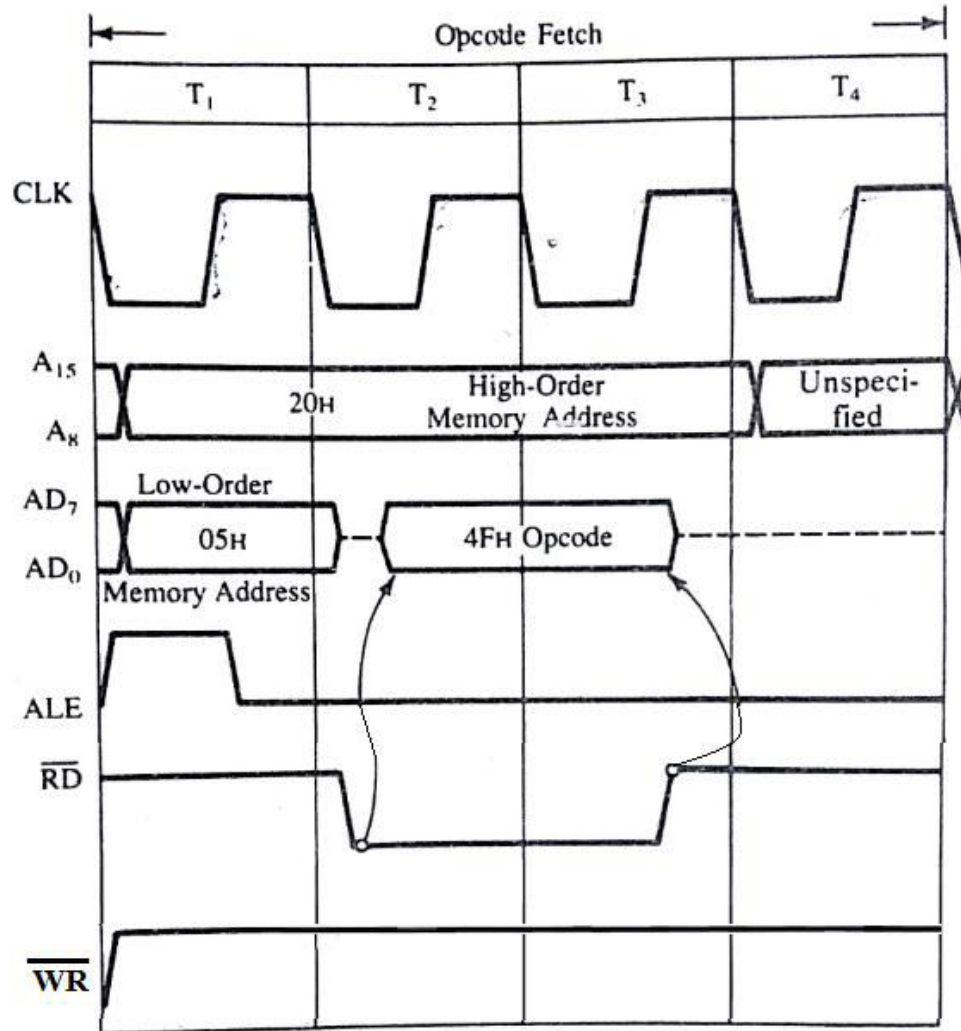 Opcode Fetch
T1 T2 T3 T4
CLK
A15
20H High-Order
Memory Address
Unspeci-
fied
A8
AD7 Low-Order
05H 4FH Opcode
AD0
Memory Address
ALE
RD
WR